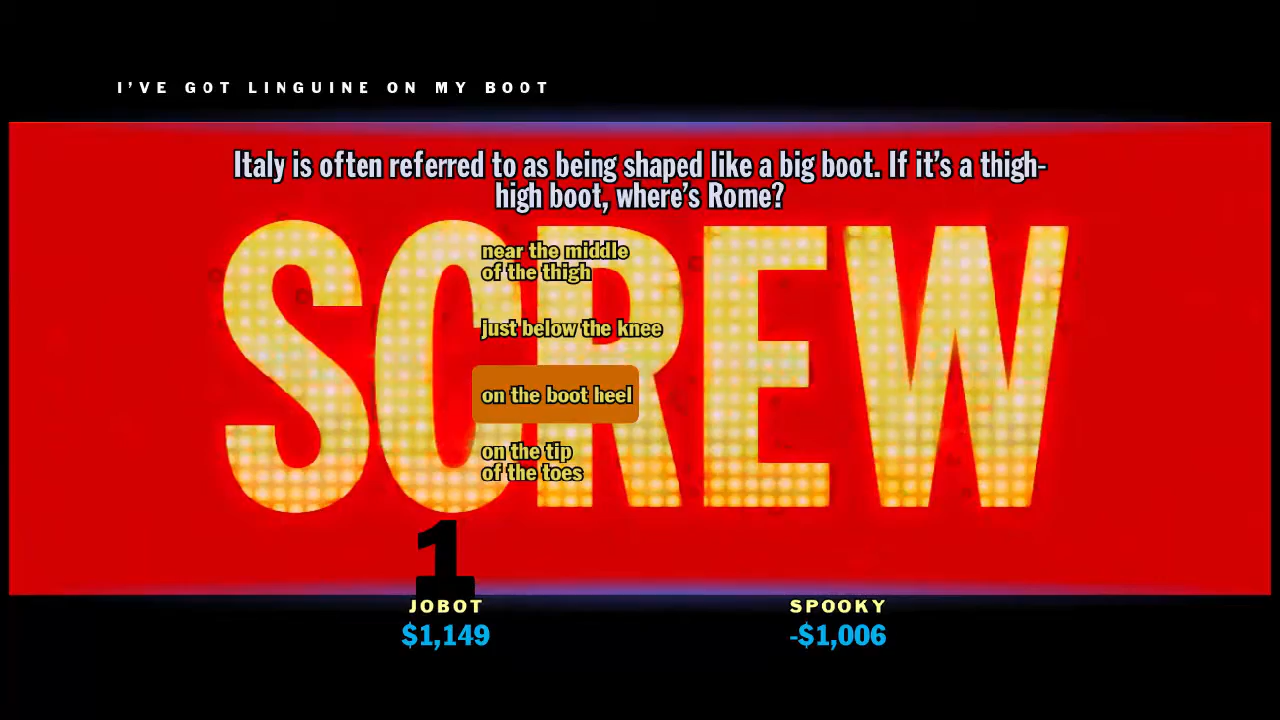 I'VE GOT LINGUINE ON MY BOOT
Italy is often referred to as being shaped like a big boot. If it's a thigh-
high boot, where's Rome?
SCREW
near the middle
of the thigh
just below the knee
on the boot heel
on the tip
of the toes
1
JOBOT
SPOOKY
$1,149
-$1,006